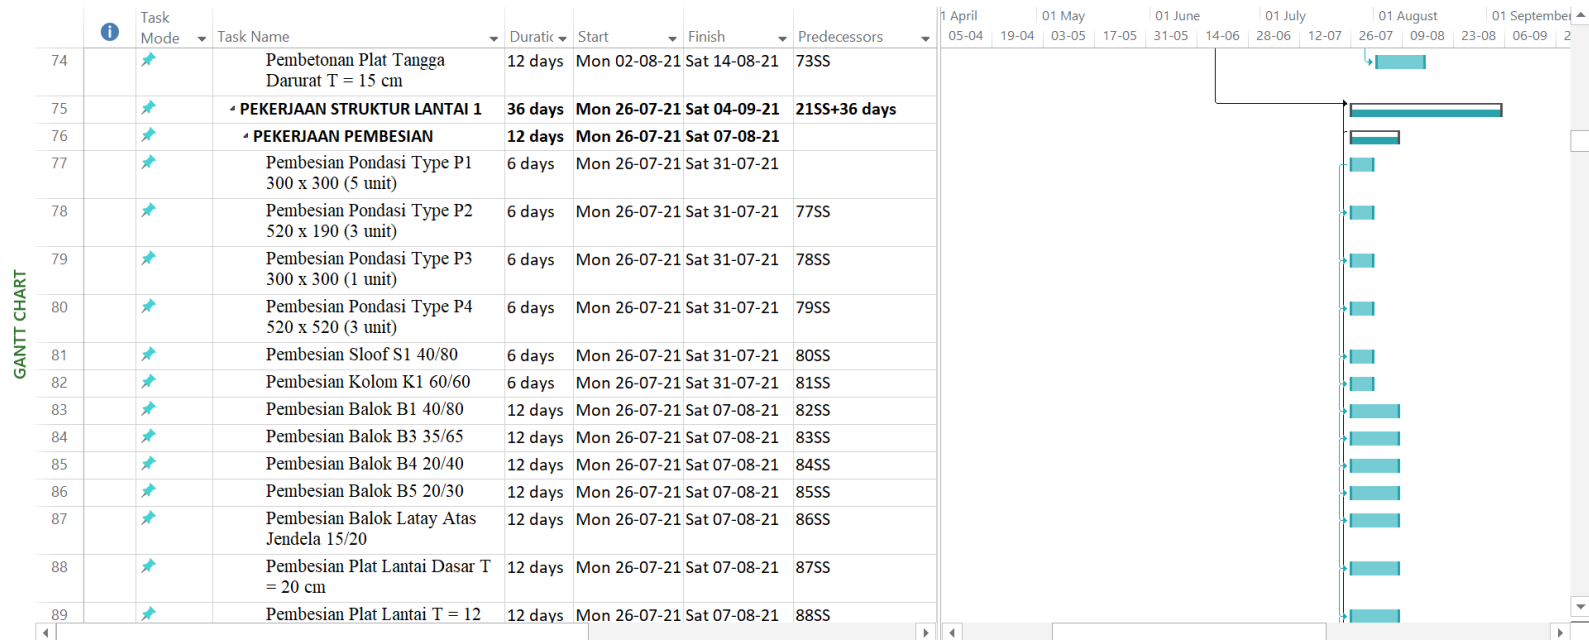 Task
Mode Task Name Duratic Start Finish Predecessors
74 Pembetonan Plat Tangga 12 days Mon 02-08-21 Sat 14-08-21 73SS
Darurat T = 15 cm
75 PEKERJAAN STRUKTUR LANTAI 1 36 days Mon 26-07-21 Sat 04-09-21 21SS+36 days
76 PEKERJAAN PEMBESIAN 12 days Mon 26-07-21 Sat 07-08-21
77 Pembesian Pondasi Type P1 6 days Mon 26-07-21 Sat 31-07-21
300 x 300 (5 unit)
78 Pembesian Pondasi Type P2 6 days Mon 26-07-21 Sat 31-07-21 77SS
520 x 190 (3 unit)
79 Pembesian Pondasi Type P3 6 days Mon 26-07-21 Sat 31-07-21 78SS
300 x 300 (1 unit)
80 Pembesian Pondasi Type P4 6 days Mon 26-07-21 Sat 31-07-21 79SS
520 x 520 (3 unit)
81 Pembesian Sloof S1 40/80 6 days Mon 26-07-21 Sat 31-07-21 80SS
82 Pembesian Kolom K1 60/60 6 days Mon 26-07-21 Sat 31-07-21 81SS
83 Pembesian Balok B1 40/80 12 days Mon 26-07-21 Sat 07-08-21 82SS
84 Pembesian Balok B3 35/65 12 days Mon 26-07-21 Sat 07-08-21 83SS
85 Pembesian Balok B4 20/40 12 days Mon 26-07-21 Sat 07-08-21 84SS
86 Pembesian Balok B5 20/30 12 days Mon 26-07-21 Sat 07-08-21 85SS
87 Pembesian Balok Latay Atas 12 days Mon 26-07-21 Sat 07-08-21 86SS
Jendela 15/20
88 Pembesian Plat Lantai Dasar T 12 days Mon 26-07-21 Sat 07-08-21 87SS
= 20 cm
89 Pembesian Plat Lantai T = 12 12 days Mon 26-07-21 Sat 07-08-21 88SS
GANTT CHART
1 April 01 May 01 June 01 July 01 August 01 September
05-04 19-04 03-05 17-05 31-05 14-06 28-06 12-07 26-07 09-08 23-08 06-09 2